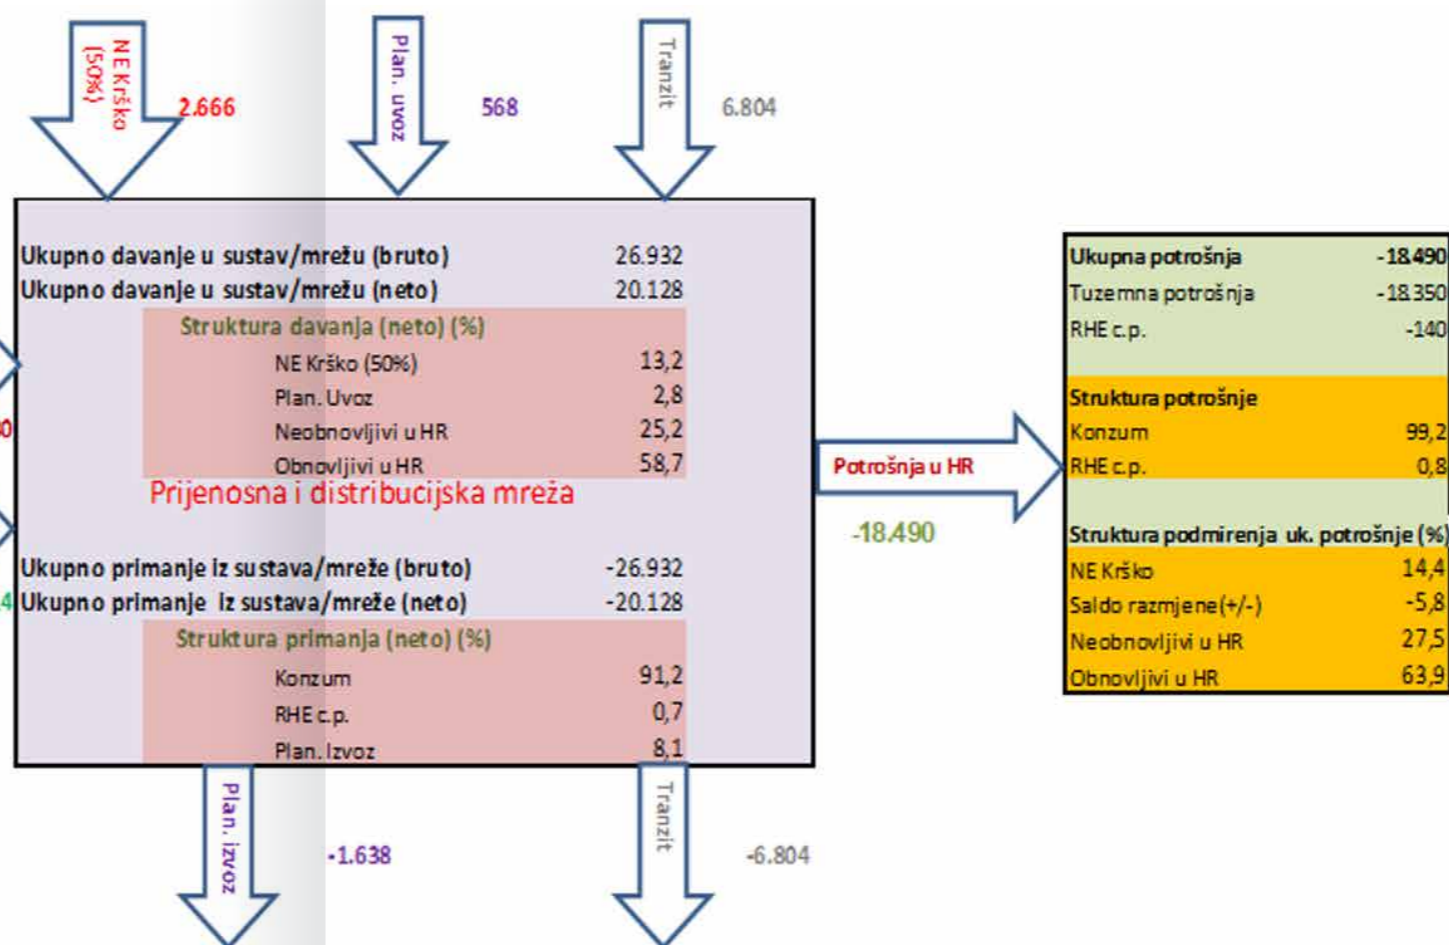 NE Krško
(50%)
2.666
Plan. uvoz
568
Tranzit
6.804
Ukupno davanje u sustav/mrežu (bruto) 26.932
Ukupno davanje u sustav/mrežu (neto) 20.128
Struktura davanja (neto) (%)
NE Krško (50%) 13,2
Plan. Uvoz 2,8
Neobnovljivi u HR 25,2
Obnovljivi u HR 58,7
Prijenosna i distribucijska mreža
Ukupno primanje iz sustava/mreže (bruto) -26.932
Ukupno primanje iz sustava/mreže (neto) -20.128
Struktura primanja (neto) (%)
Konzum 91,2
RHE c.p. 0,7
Plan. Izvoz 8,1
Plan. izvoz
-1.638
Tranzit
-6.804
Potrošnja u HR
-18.490
Ukupna potrošnja -18.490
Tuzemna potrošnja -18.350
RHE c.p. -140
Struktura potrošnje
Konzum 99,2
RHE c.p. 0,8
Struktura podmirenja uk. potrošnje (%)
NE Krško 14,4
Saldo razmjene(+/-) -5,8
Neobnovljivi u HR 27,5
Obnovljivi u HR 63,9